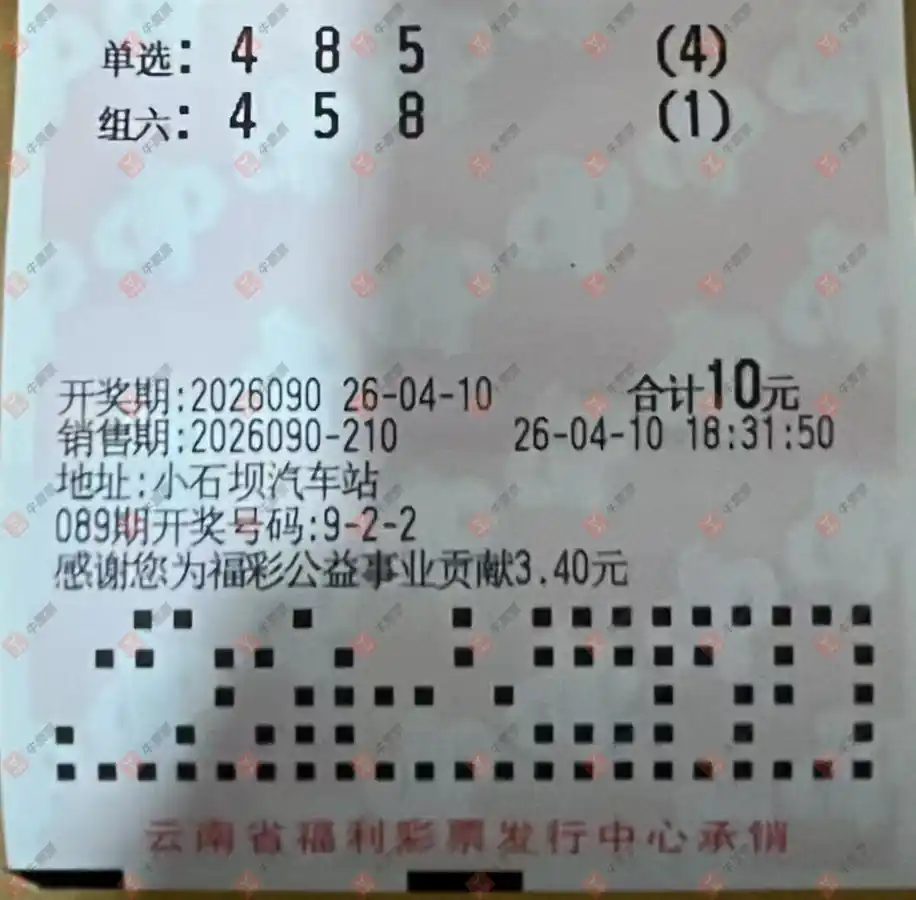 单选: 4 8 5 (4)
组六: 4 5 8 (1)
开奖期:2026090 26-04-10 合计10元
销售期:2026090-210 26-04-10 18:31:50
地址:小石坝汽车站
089期开奖号码:9-2-2
感谢您为福彩公益事业贡献3.40元
云南省福利彩票发行中心承销